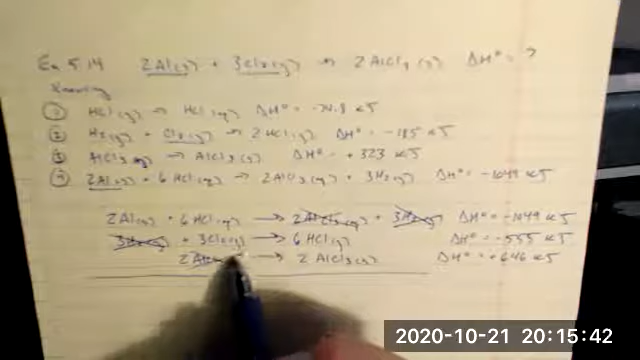 Ex 5.14 2Al(s) + 3Cl₂(g) → 2AlCl₃(s) ΔH° = ?
Knowing
① HCl(g) → HCl(aq) ΔH° = -74.8 kJ
② H₂(g) + Cl₂(g) → 2HCl(g) ΔH° = -185 kJ
③ AlCl₃(aq) → AlCl₃(s) ΔH° = +323 kJ
④ 2Al(s) + 6HCl(aq) → 2AlCl₃(aq) + 3H₂(g) ΔH° = -1049 kJ
2Al(s) + 6HCl(aq) → 2AlCl₃(aq) + 3H₂(g) ΔH° = -1049 kJ
3H₂(g) + 3Cl₂(g) → 6HCl(g) ΔH° = -555 kJ
→ 2AlCl₃(s) ΔH° = +646 kJ
2020-10-21 20:15:42